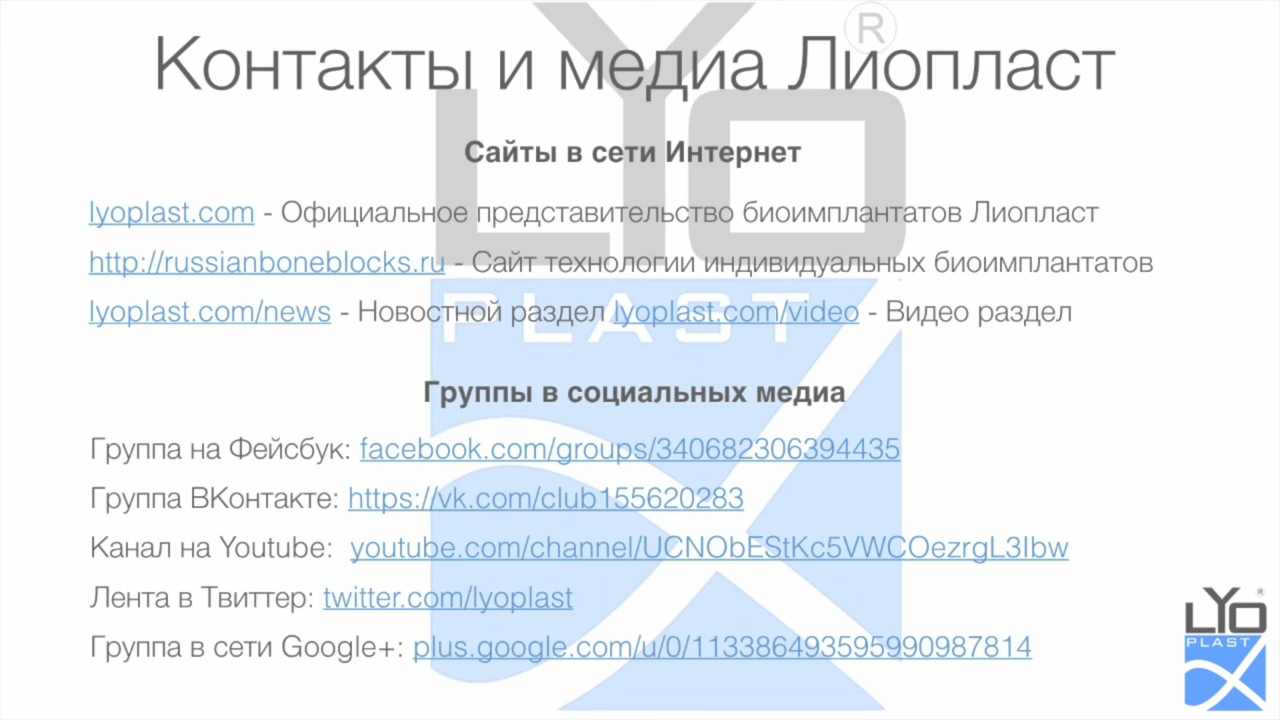 Контакты и медиа Лиопласт
Сайты в сети Интернет
lyoplast.com - Официальное представительство биоимплантатов Лиопласт
http://russianboneblocks.ru - Сайт технологии индивидуальных биоимплантатов
lyoplast.com/news - Новостной раздел lyoplast.com/video - Видео раздел
Группы в социальных медиа
Группа на Фейсбук: facebook.com/groups/340682306394435
Группа ВКонтакте: https://vk.com/club155620283
Канал на Youtube: youtube.com/channel/UCNObEStKc5VWCOezrgL3Ibw
Лента в Твиттер: twitter.com/lyoplast
Группа в сети Google+: plus.google.com/u/0/113386493595990987814
LYO ®
PLAST
LYO ®
PLAST